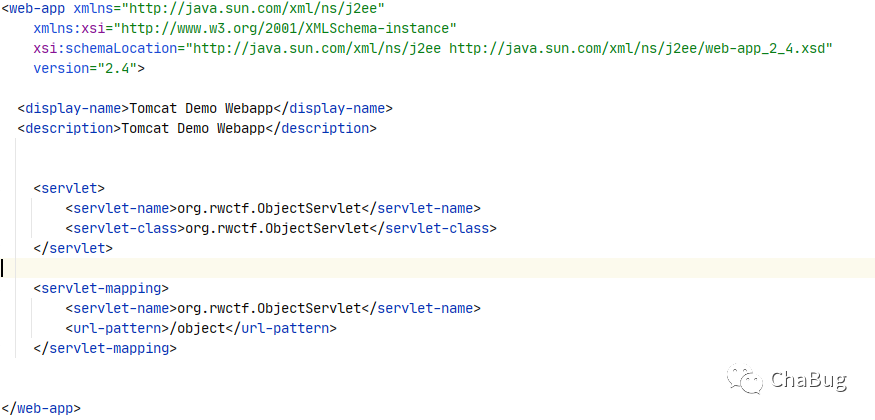 <web-app xmlns="http://java.sun.com/xml/ns/j2ee"
xmlns:xsi="http://www.w3.org/2001/XMLSchema-instance"
xsi:schemaLocation="http://java.sun.com/xml/ns/j2ee http://java.sun.com/xml/ns/j2ee/web-app_2_4.xsd"
version="2.4">
<display-name>Tomcat Demo Webapp</display-name>
<description>Tomcat Demo Webapp</description>
<servlet>
<servlet-name>org.rwctf.ObjectServlet</servlet-name>
<servlet-class>org.rwctf.ObjectServlet</servlet-class>
</servlet>
<servlet-mapping>
<servlet-name>org.rwctf.ObjectServlet</servlet-name>
<url-pattern>/object</url-pattern>
</servlet-mapping>
ChaBug
</web-app>